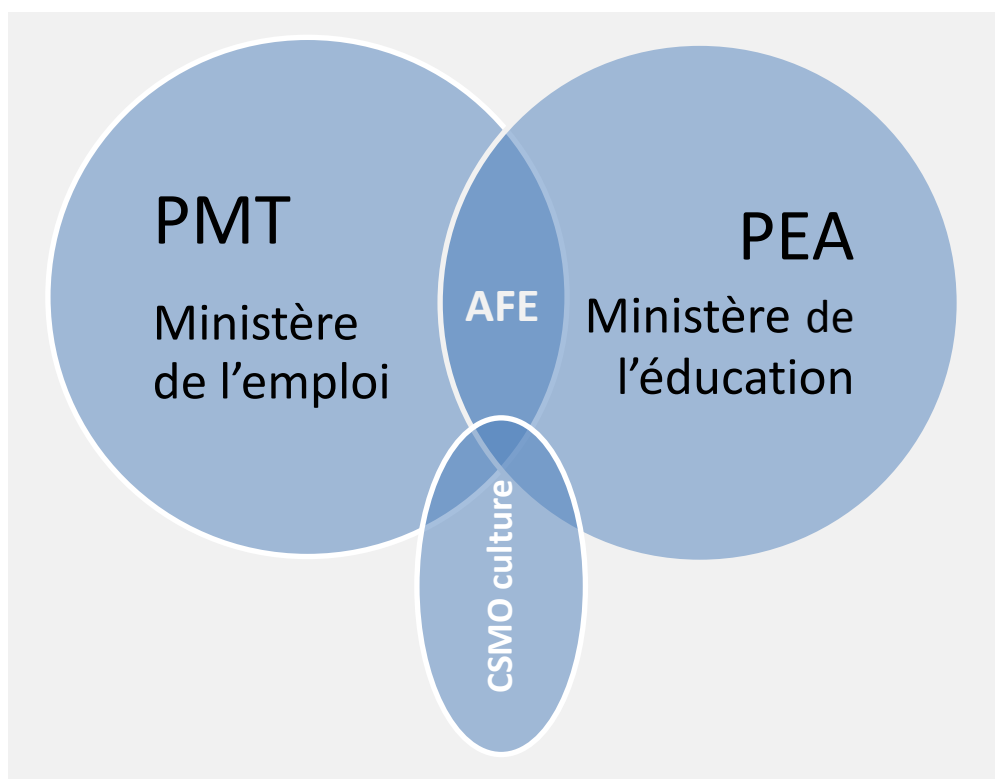 PMT
Ministère
de l’emploi
AFE
PEA
Ministère de
l’éducation
CSMO culture